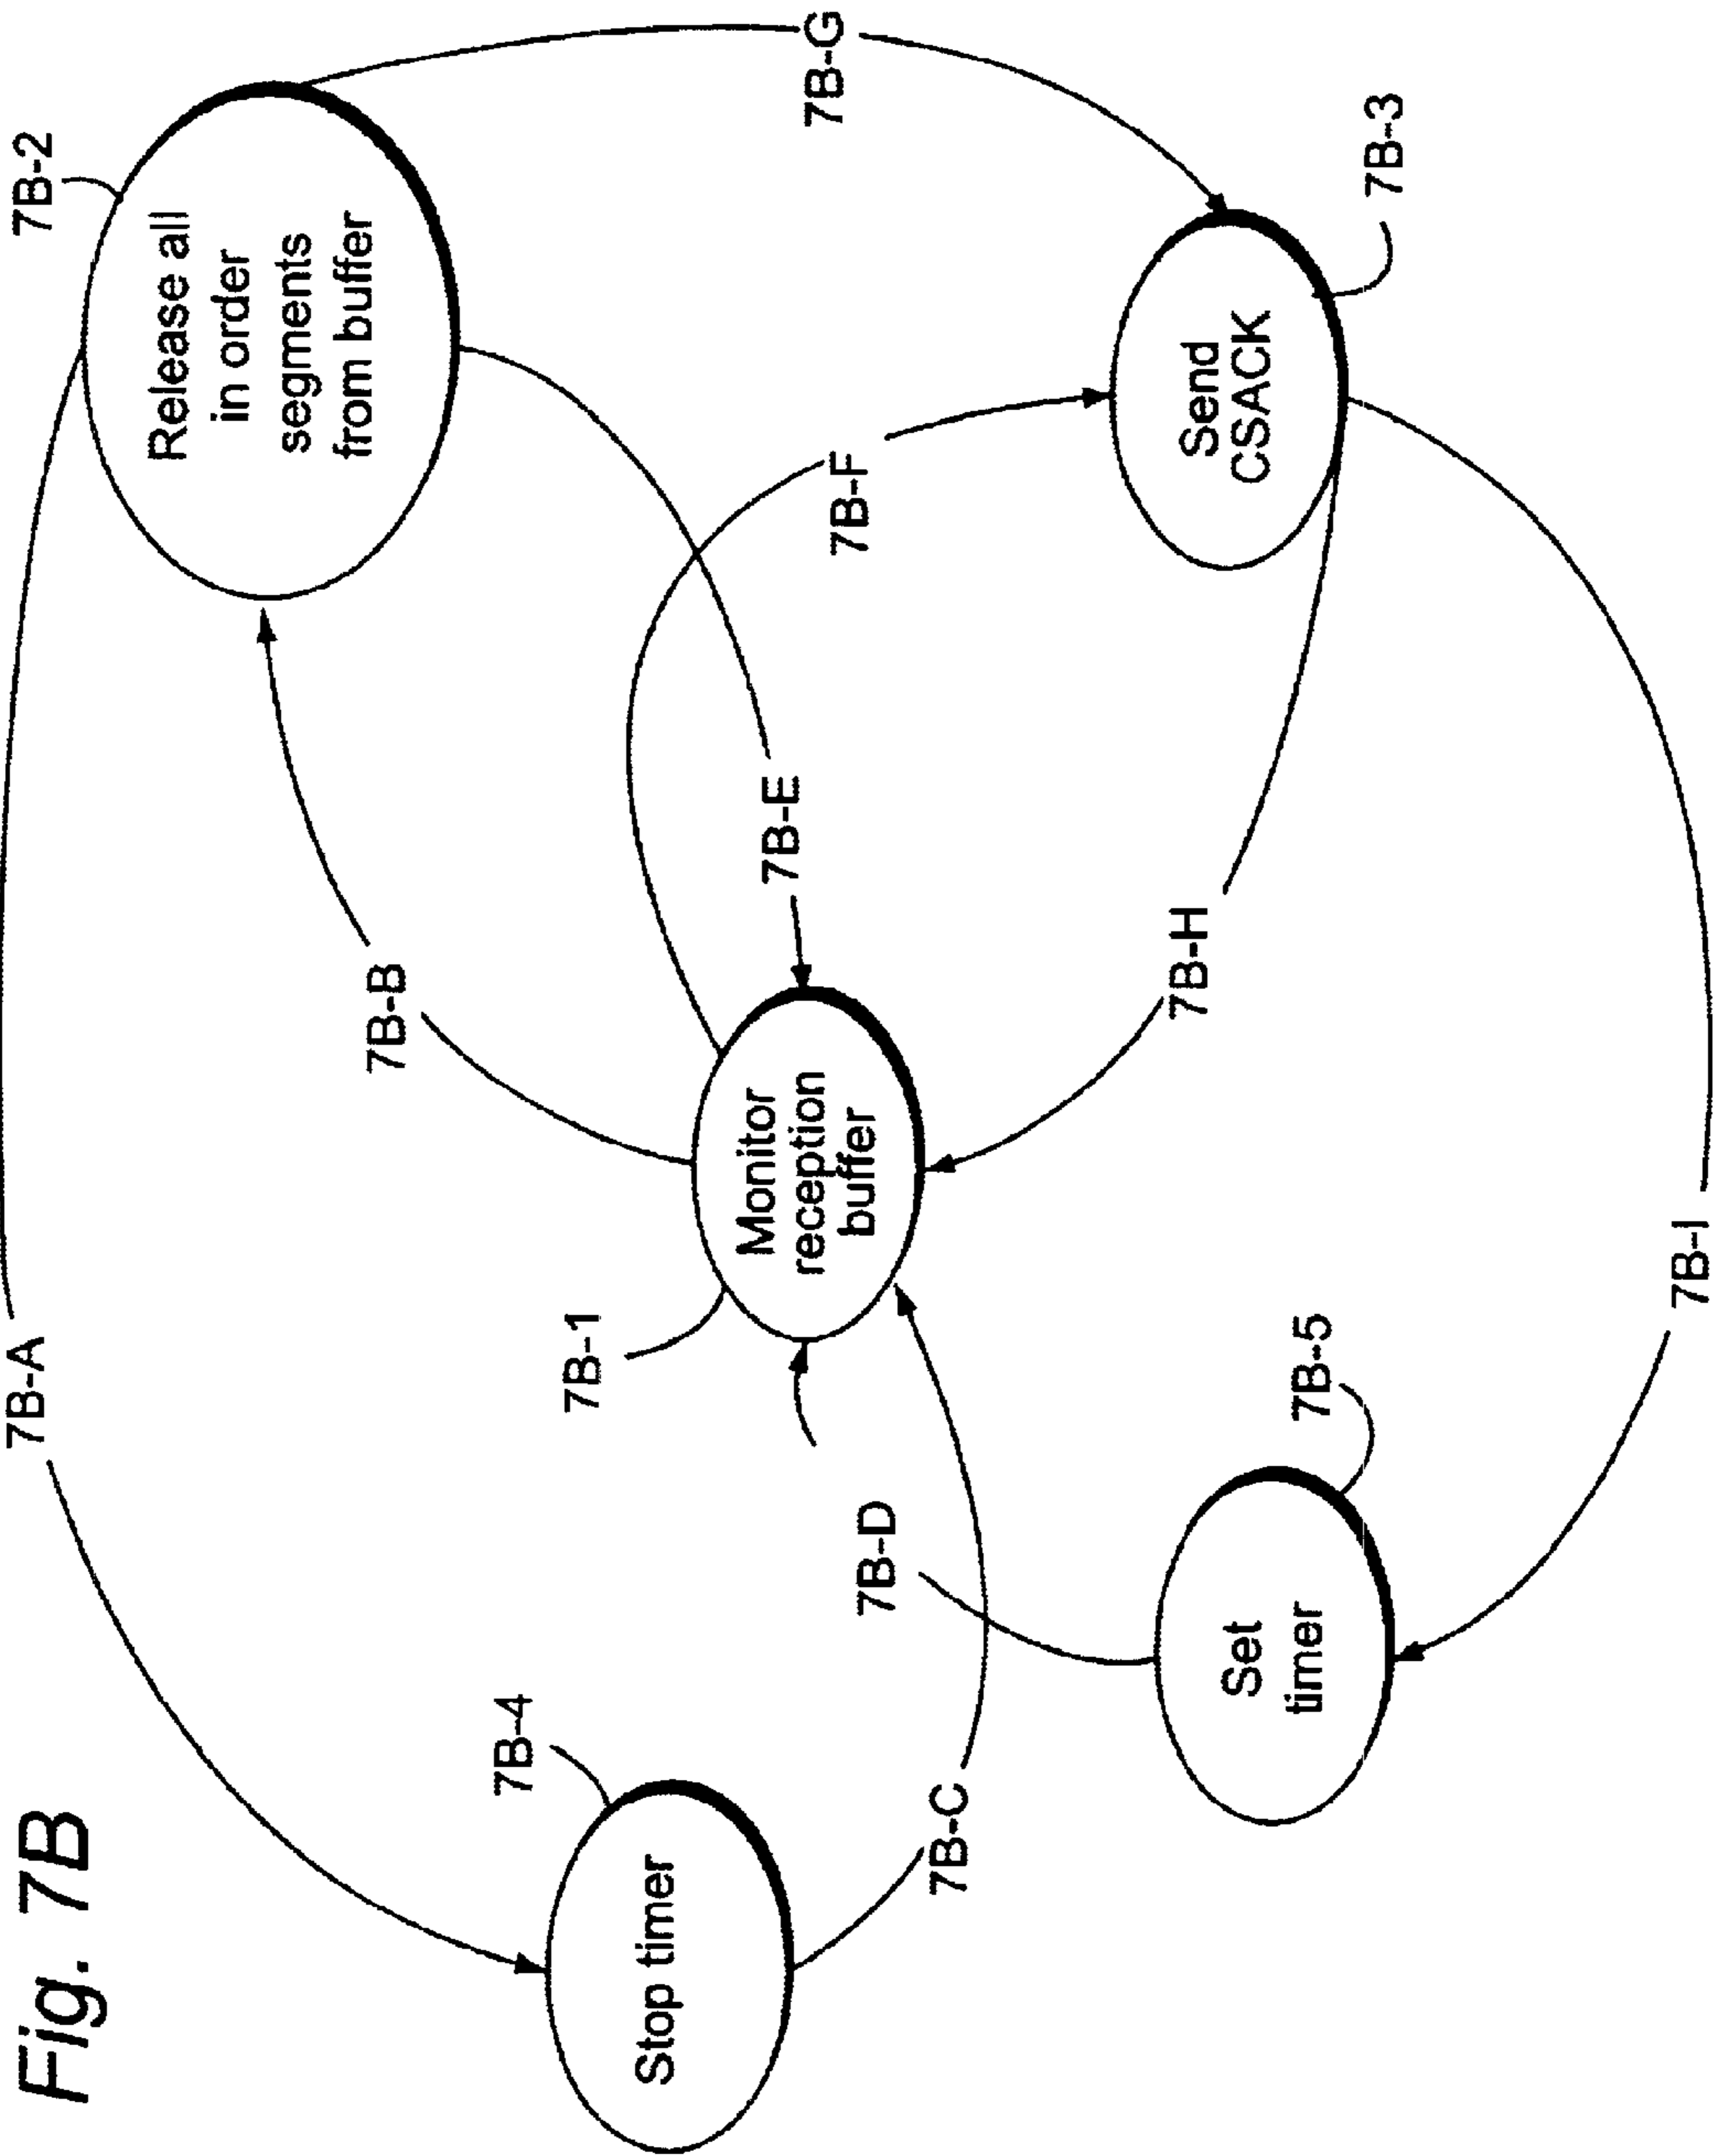 Fig. 7B
7B-A
7B-2
Release all
in order
segments
from buffer
7B-B
7B-4
Stop timer
7B-1
Monitor
reception
buffer
7B-E
7B-F
7B-G
7B-C
7B-D
7B-H
Send
CSACK
7B-3
Set
timer
7B-5
7B-I